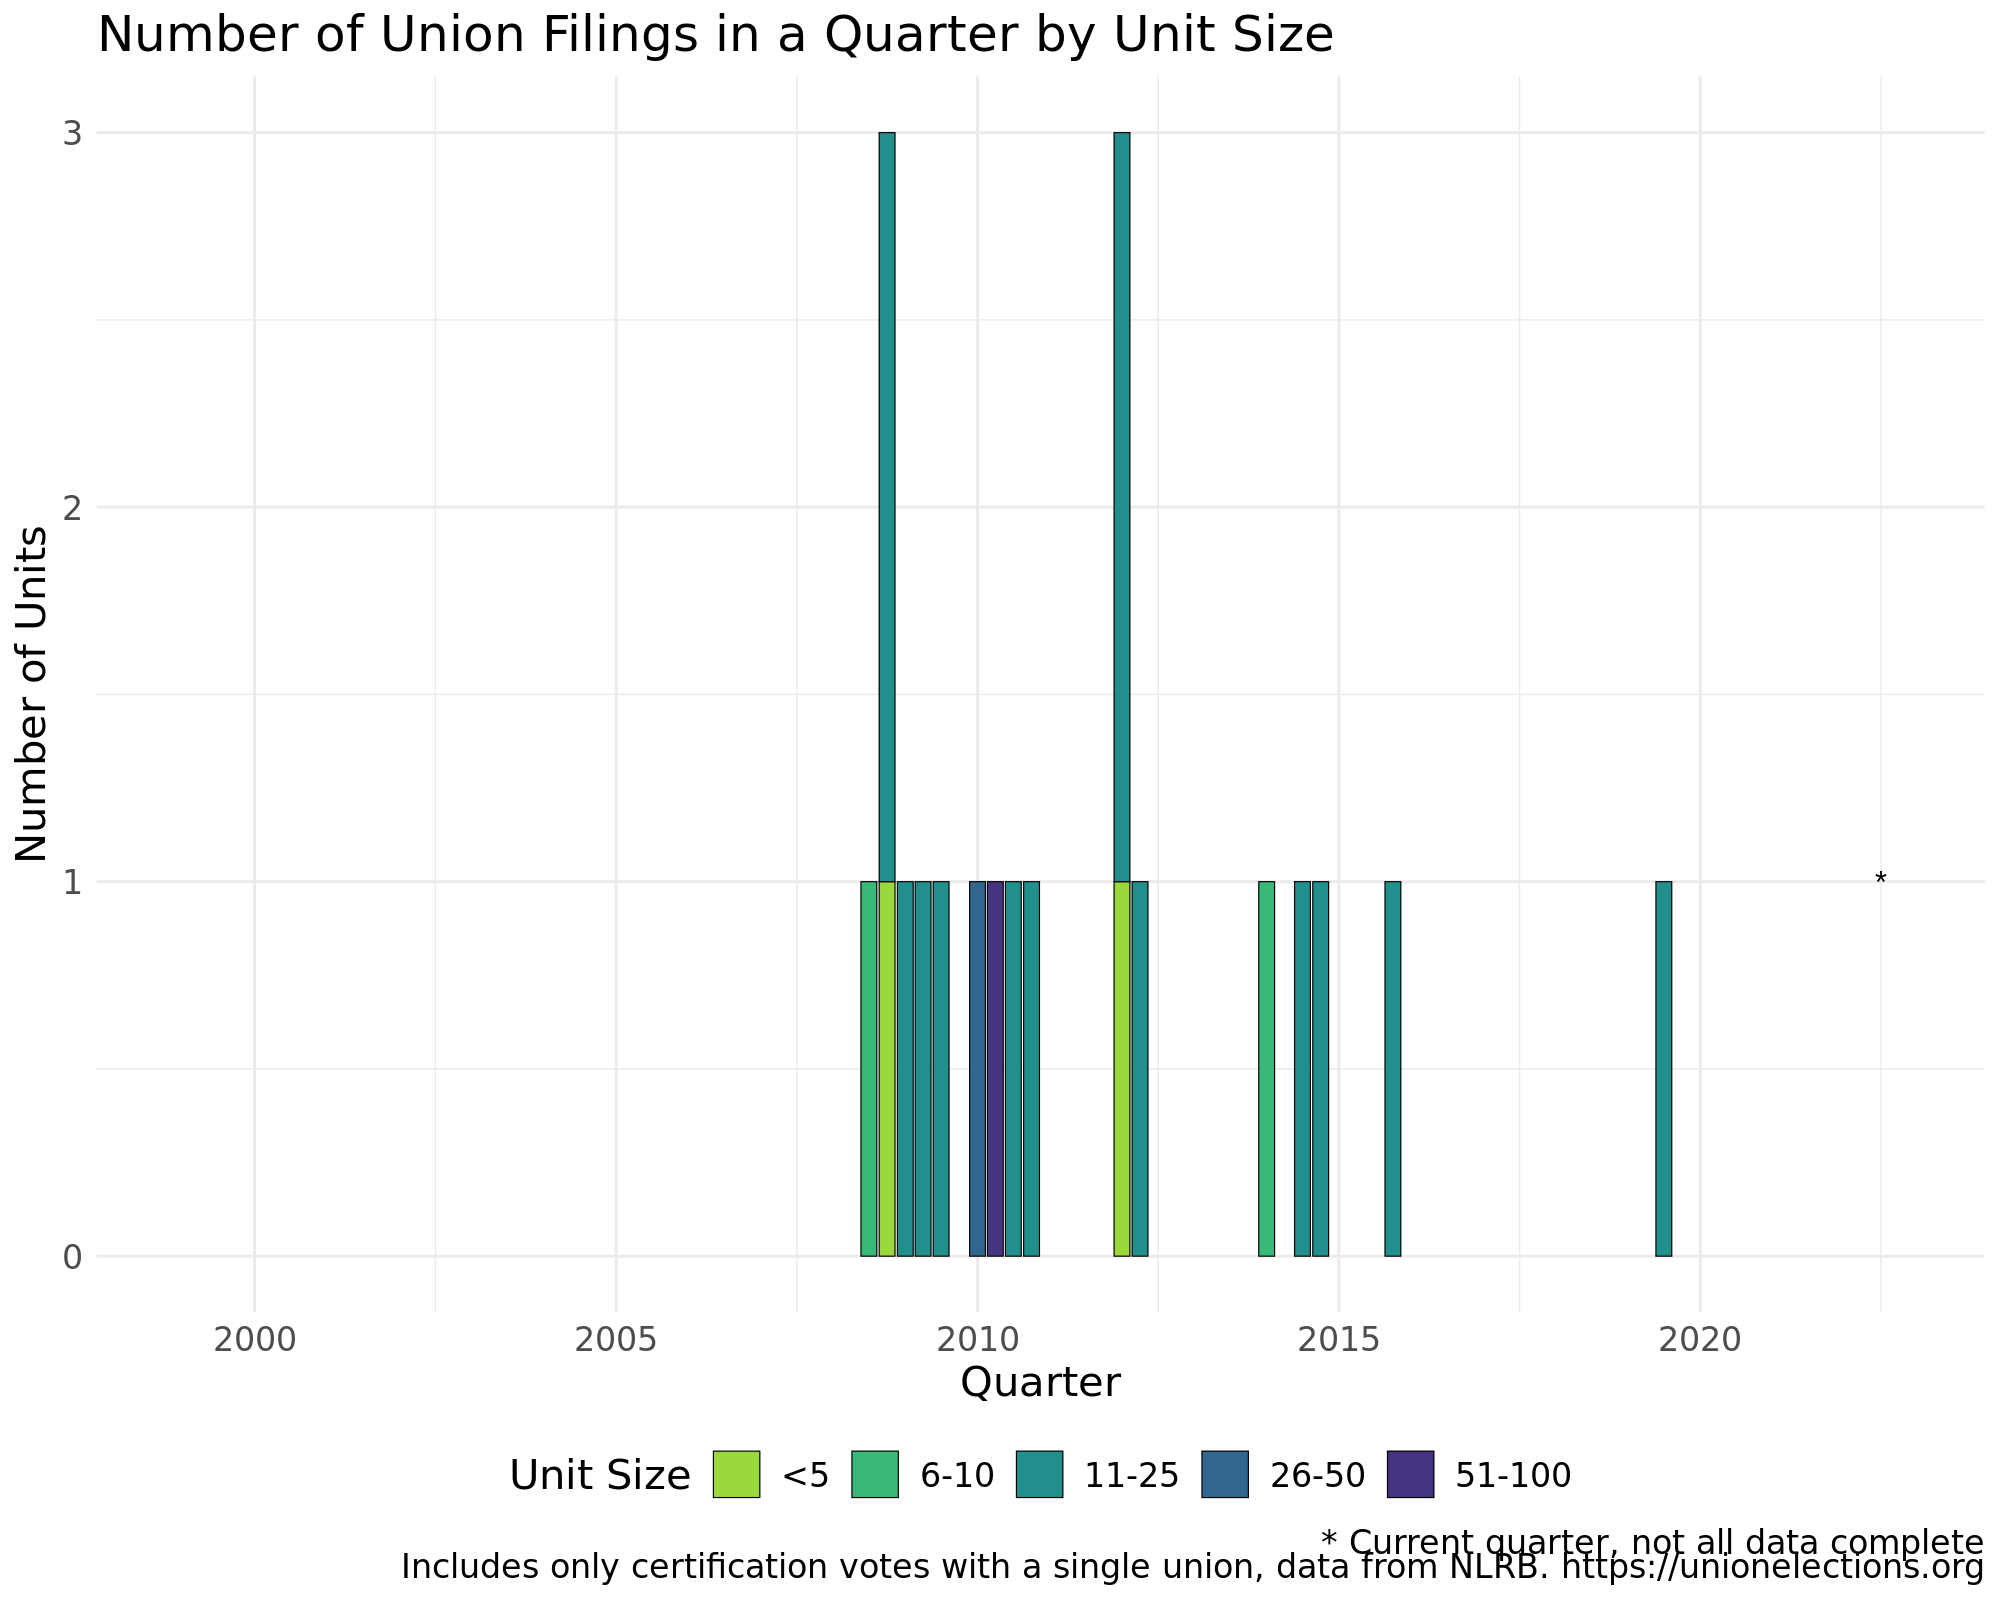 Number of Union Filings in a Quarter by Unit Size
3
2
1
0
Number of Units
*
2000 2005 2010 2015 2020
Quarter
Unit Size <5 6-10 11-25 26-50 51-100
* Current quarter, not all data complete
Includes only certification votes with a single union, data from NLRB. https://unionelections.org